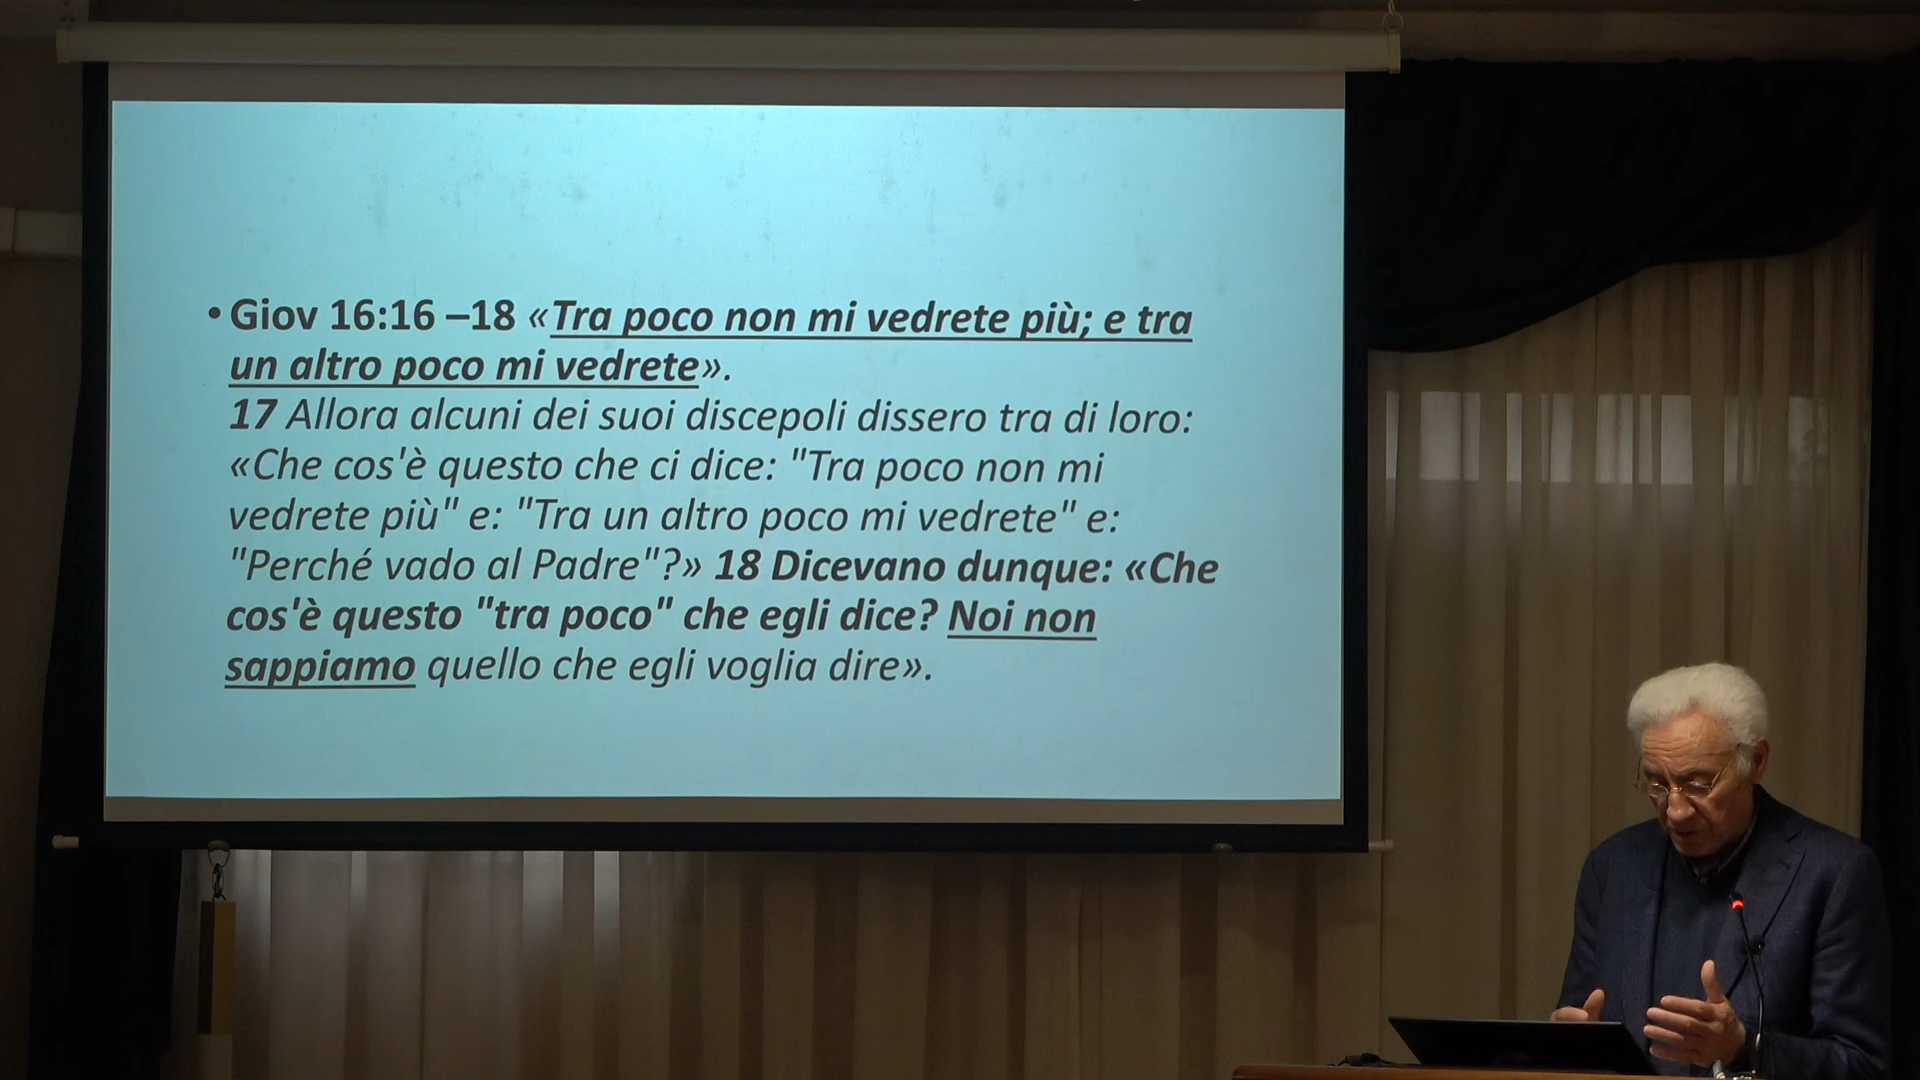 • Giov 16:16 –18 «Tra poco non mi vedrete più; e tra
un altro poco mi vedrete».
17 Allora alcuni dei suoi discepoli dissero tra di loro:
«Che cos'è questo che ci dice: "Tra poco non mi
vedrete più" e: "Tra un altro poco mi vedrete" e:
"Perché vado al Padre"?» 18 Dicevano dunque: «Che
cos'è questo "tra poco" che egli dice? Noi non
sappiamo quello che egli voglia dire».